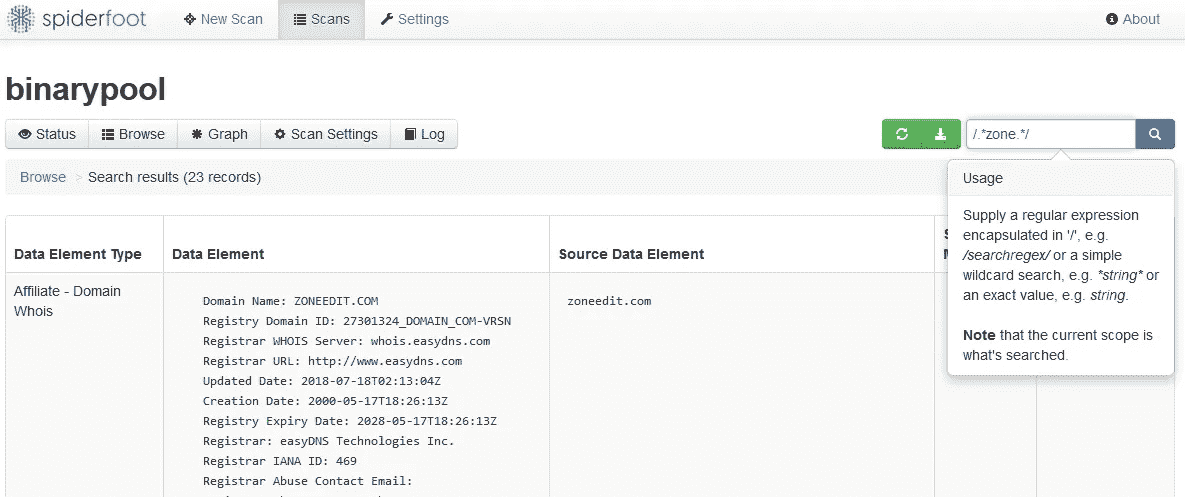 spiderfoot
New Scan
Scans
Settings
About
binarypool
Status
Browse
Graph
Scan Settings
Log
/.*zone.*/
Browse > Search results (23 records)
Usage
Supply a regular expression
encapsulated in '/', e.g.
/searchregex/ or a simple
wildcard search, e.g. *string* or
an exact value, e.g. string.
Note that the current scope is
what's searched.
Data Element Type
Data Element
Source Data Element
Affiliate - Domain
Whois
Domain Name: ZONEEDIT.COM
Registry Domain ID: 27301324_DOMAIN_COM-VRSN
Registrar WHOIS Server: whois.easydns.com
Registrar URL: http://www.easydns.com
Updated Date: 2018-07-18T02:13:04Z
Creation Date: 2000-05-17T18:26:13Z
Registry Expiry Date: 2028-05-17T18:26:13Z
Registrar: easyDNS Technologies Inc.
Registrar IANA ID: 469
Registrar Abuse Contact Email:
zoneedit.com